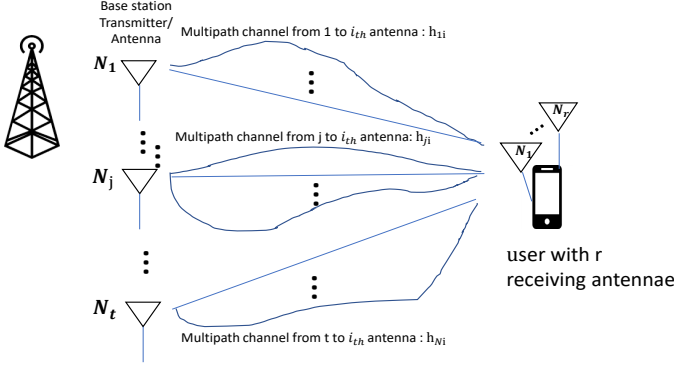 Base station
Transmitter/
Antenna
Multipath channel from 1 to i_th antenna : h_1i
N_1
N_r
Multipath channel from j to i_th antenna: h_ji
N_1
N_j
user with r
receiving antennae
N_t
Multipath channel from t to i_th antenna : h_Ni